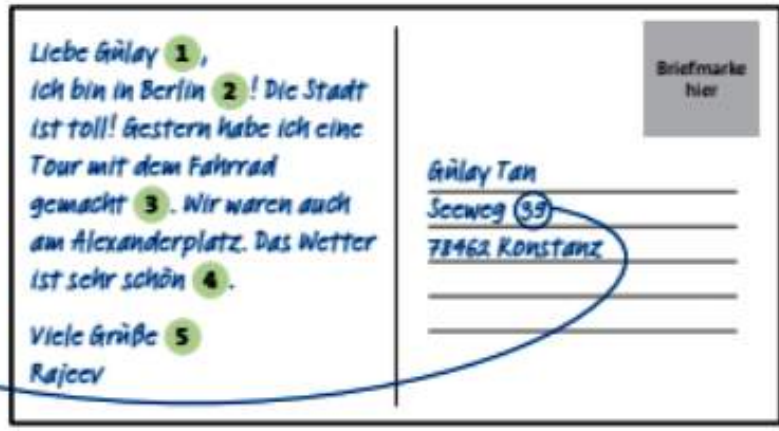 Liebe Gülay 1,
ich bin in Berlin 2! Die Stadt
ist toll! Gestern habe ich eine
Tour mit dem Fahrrad
gemacht 3. Wir waren auch
am Alexanderplatz. Das Wetter
ist sehr schön 4.
Viele Grüße 5
Rajeev
Briefmarke
hier
Gülay Tan
Seeweg 39
78462 Konstanz